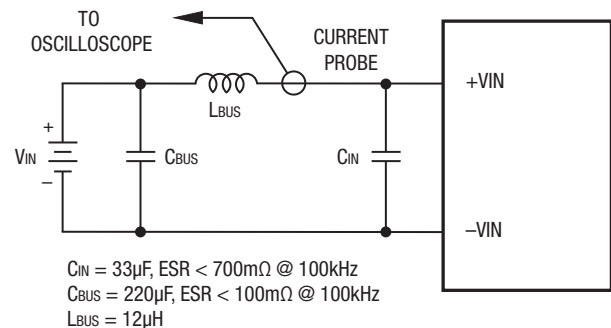 TO
OSCILLOSCOPE
CURRENT
PROBE
LBUS
+VIN
+
VIN
−
CBUS
CIN
−VIN
CIN = 33µF, ESR < 700mΩ @ 100kHz
CBUS = 220µF, ESR < 100mΩ @ 100kHz
LBUS = 12µH